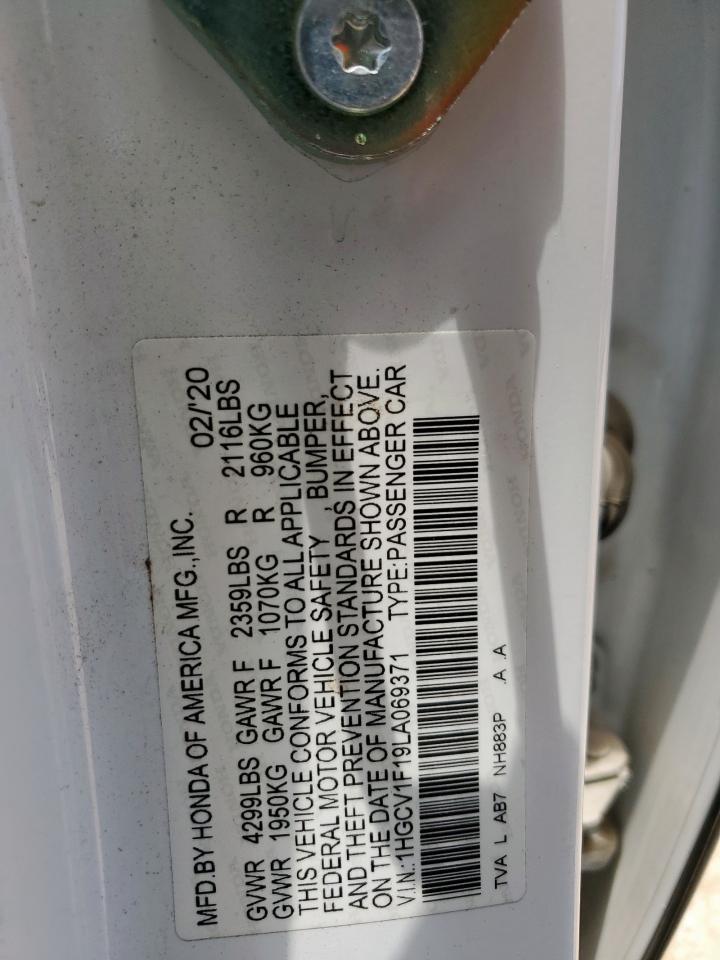 MFD.BY HONDA OF AMERICA MFG.,INC. 02/'20
GVWR 4299LBS GAWR F 2359LBS R 2116LBS
GVWR 1950KG GAWR F 1070KG R 960KG
THIS VEHICLE CONFORMS TO ALL APPLICABLE
FEDERAL MOTOR VEHICLE SAFETY , BUMPER,
AND THEFT PREVENTION STANDARDS IN EFFECT
ON THE DATE OF MANUFACTURE SHOWN ABOVE.
V.I.N.: 1HGCV1F19LA069371 TYPE:PASSENGER CAR
TVA L AB7 NH883P .A .A